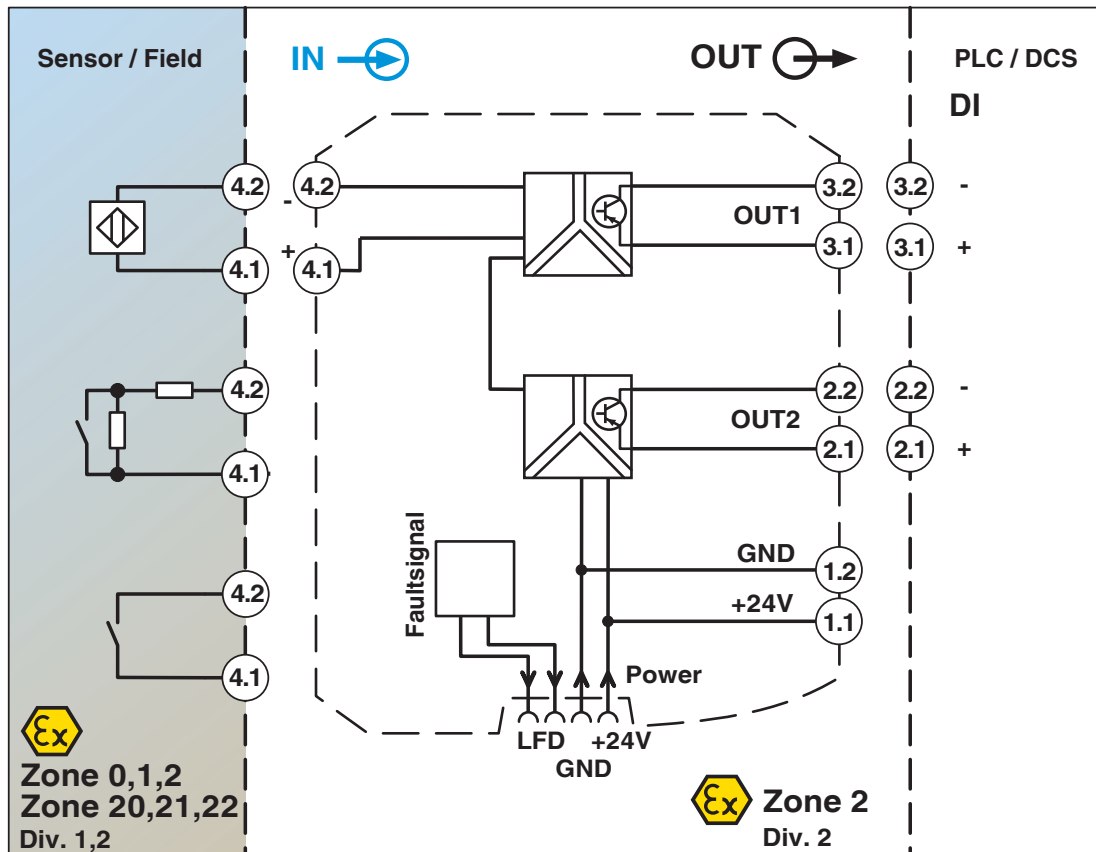 Sensor / Field
IN
OUT
PLC / DCS
DI
4.2
4.2
3.2
3.2
-
-
OUT1
+
4.1
4.1
3.1
3.1
+
4.2
2.2
2.2
-
OUT2
4.1
2.1
2.1
+
Faultsignal
GND
1.2
4.2
+24V
1.1
4.1
Power
LFD
+24V
GND
Ex
Zone 0,1,2
Zone 20,21,22
Div. 1,2
Ex
Zone 2
Div. 2